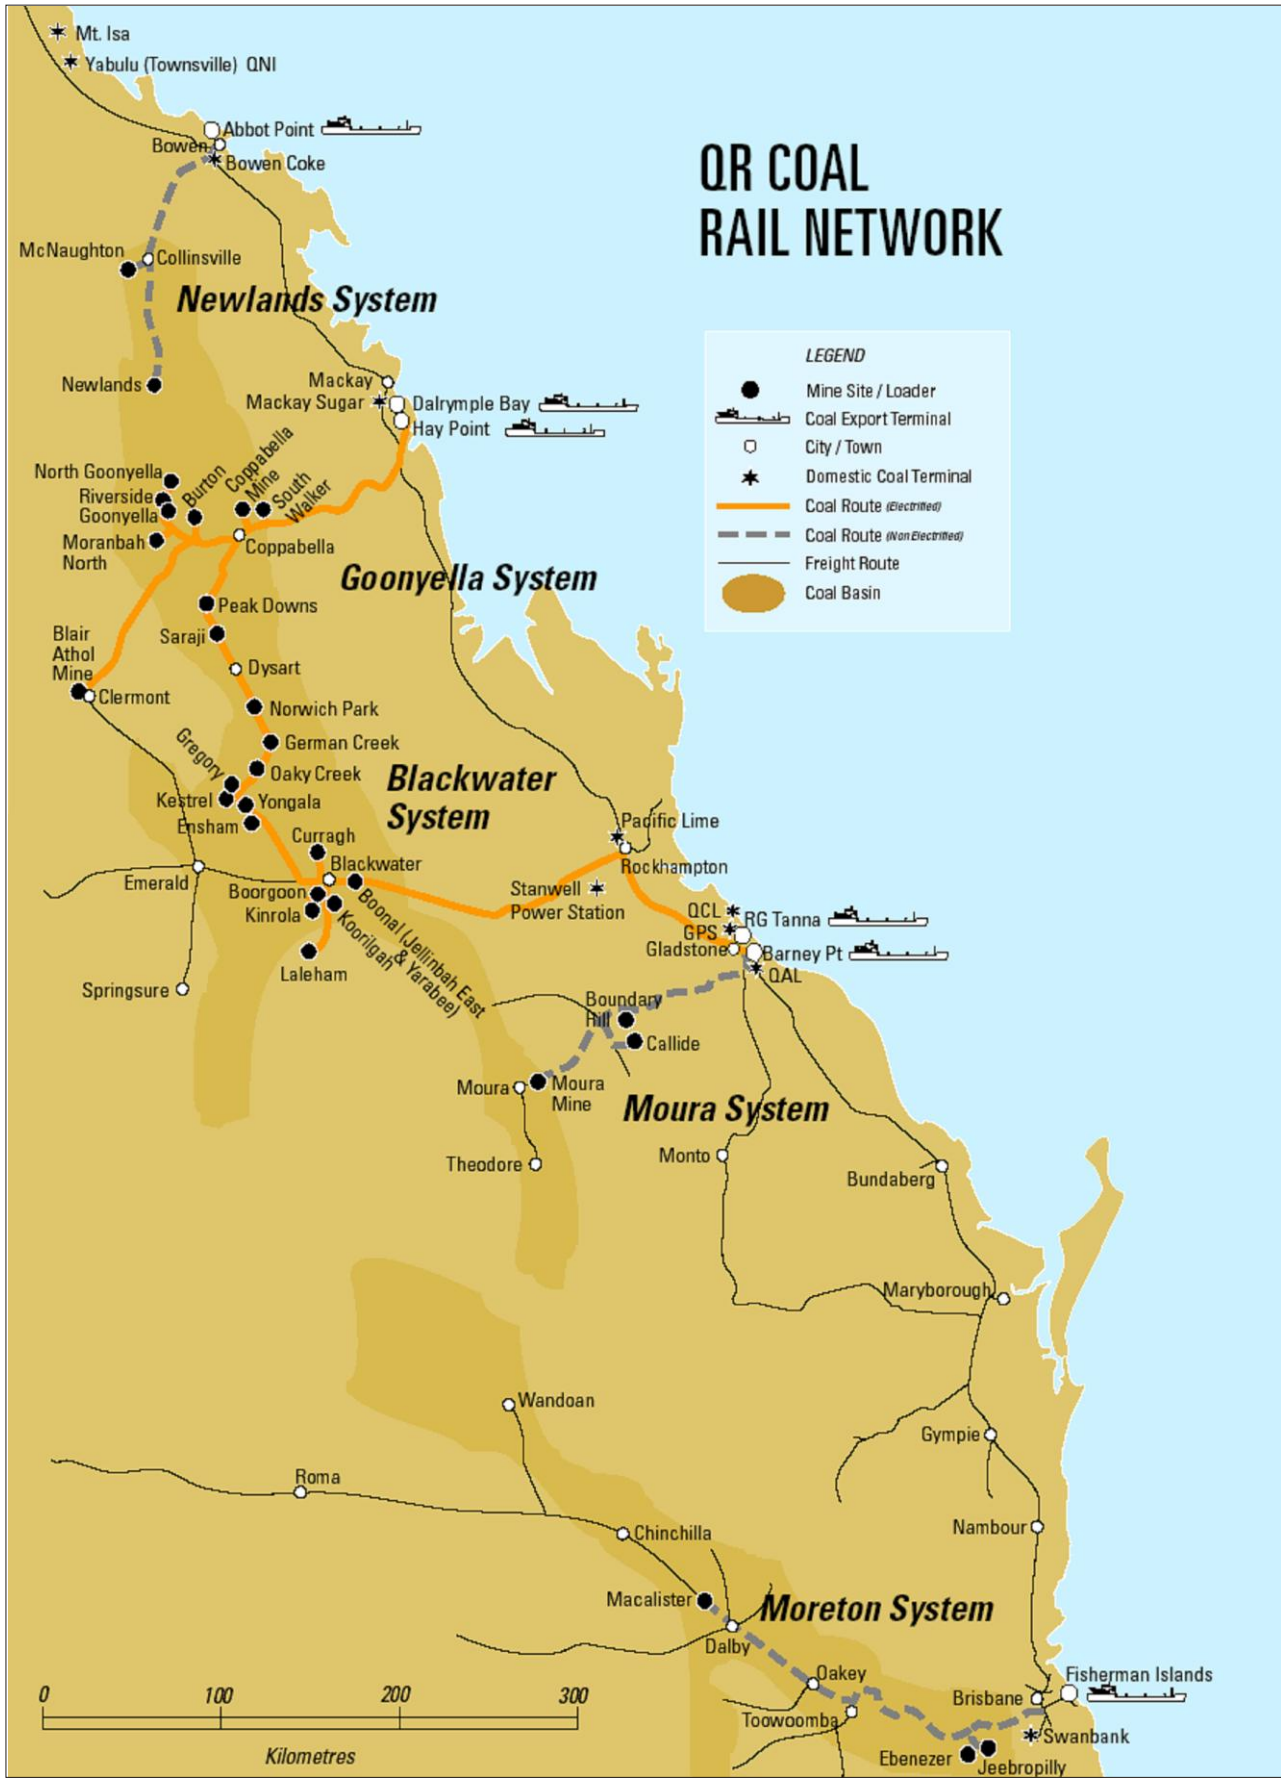 Mt. Isa
Yabulu (Townsville) QNI
Abbot Point
Bowen
Bowen Coke
QR COAL
RAIL NETWORK
McNaughton
Collinsville
Newlands System
LEGEND
Mine Site / Loader
Coal Export Terminal
City / Town
Domestic Coal Terminal
Coal Route (Electrified)
Coal Route (Non Electrified)
Freight Route
Coal Basin
Newlands
Mackay
Mackay Sugar
Dalrymple Bay
Hay Point
North Goonyella
Riverside
Goonyella
Burton
Coppabella
Mine
South
Walker
Moranbah
North
Coppabella
Goonyella System
Peak Downs
Saraji
Blair
Athol
Mine
Dysart
Clermont
Norwich Park
German Creek
Gregory
Oaky Creek
Kestrel
Yongala
Ensham
Blackwater
System
Curragh
Pacific Lime
Blackwater
Rockhampton
Emerald
Boorgoon
Kinrola
Stanwell
Power Station
Koorilgah
Boonal (Jellinbah East
& Yarabee)
QCL
RG Tanna
GPS
Gladstone
Barney Pt
QAL
Laleham
Springsure
Boundary
Hill
Callide
Moura
Moura
Mine
Moura System
Theodore
Monto
Bundaberg
Maryborough
Wandoan
Gympie
Roma
Chinchilla
Nambour
Macalister
Moreton System
Dalby
Oakey
Fisherman Islands
Brisbane
Toowoomba
Swanbank
Ebenezer
Jeebropilly
0 100 200 300
Kilometres